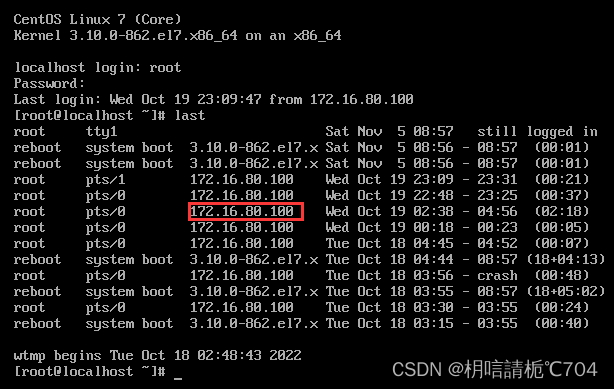 CentOS Linux 7 (Core)
Kernel 3.10.0-862.el7.x86_64 on an x86_64
localhost login: root
Password:
Last login: Wed Oct 19 23:09:47 from 172.16.80.100
[root@localhost ~]# last
root     tty1                          Sat Nov  5 08:57   still logged in
reboot   system boot  3.10.0-862.el7.x Sat Nov  5 08:56 - 08:57  (00:01)
reboot   system boot  3.10.0-862.el7.x Sat Nov  5 08:56 - 08:57  (00:01)
root     pts/1        172.16.80.100    Wed Oct 19 23:09 - 23:31  (00:21)
root     pts/0        172.16.80.100    Wed Oct 19 22:48 - 23:25  (00:37)
root     pts/0        172.16.80.100    Wed Oct 19 02:38 - 04:56  (02:18)
root     pts/0        172.16.80.100    Wed Oct 19 00:18 - 00:23  (00:05)
root     pts/0        172.16.80.100    Tue Oct 18 04:45 - 04:52  (00:07)
reboot   system boot  3.10.0-862.el7.x Tue Oct 18 04:44 - 08:57 (18+04:13)
root     pts/0        172.16.80.100    Tue Oct 18 03:56 - crash  (00:48)
reboot   system boot  3.10.0-862.el7.x Tue Oct 18 03:55 - 08:57 (18+05:02)
root     pts/0        172.16.80.100    Tue Oct 18 03:30 - 03:55  (00:24)
reboot   system boot  3.10.0-862.el7.x Tue Oct 18 03:15 - 03:55  (00:40)
wtmp begins Tue Oct 18 02:48:43 2022
[root@localhost ~]# _
CSDN @枂唁請栀℃704